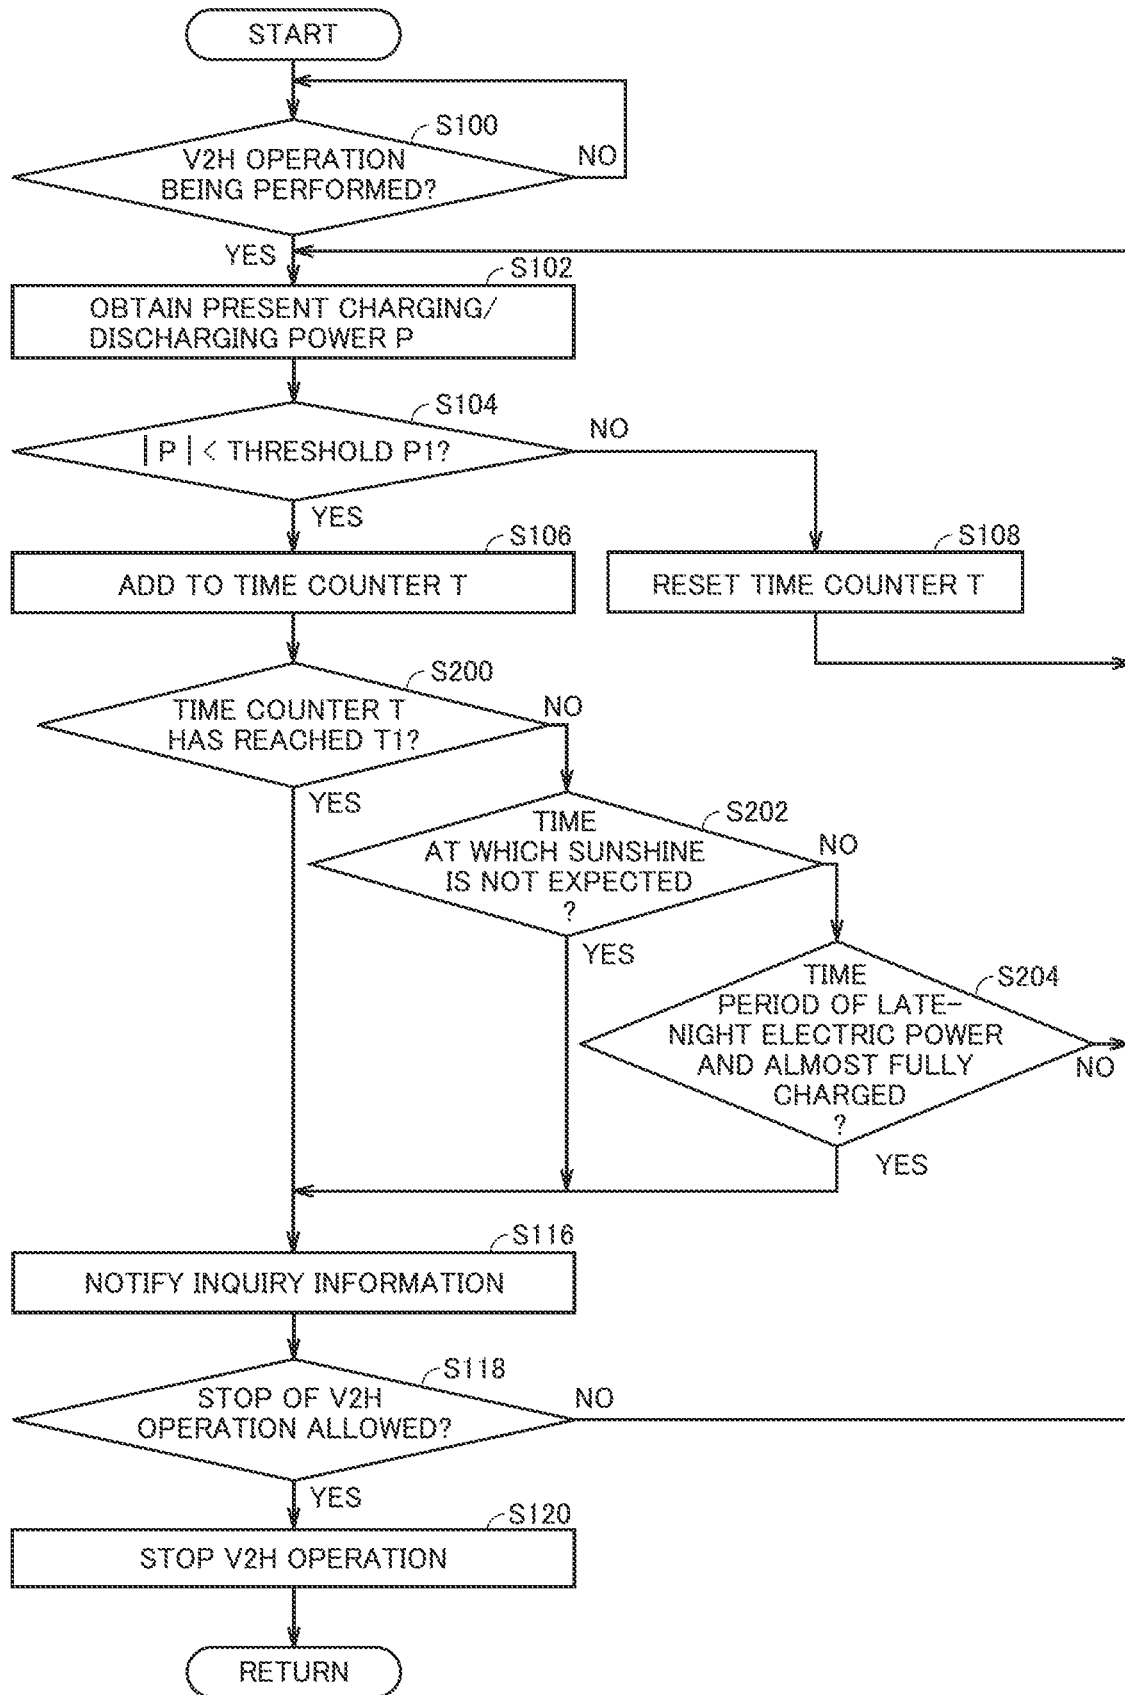 START
S100
V2H OPERATION
BEING PERFORMED?
NO
YES
S102
OBTAIN PRESENT CHARGING/
DISCHARGING POWER P
S104
| P | < THRESHOLD P1?
NO
YES
S106
ADD TO TIME COUNTER T
S108
RESET TIME COUNTER T
S200
TIME COUNTER T
HAS REACHED T1?
NO
YES
S202
TIME
AT WHICH SUNSHINE
IS NOT EXPECTED
?
NO
YES
S204
TIME
PERIOD OF LATE-
NIGHT ELECTRIC POWER
AND ALMOST FULLY
CHARGED
?
NO
YES
S116
NOTIFY INQUIRY INFORMATION
S118
STOP OF V2H
OPERATION ALLOWED?
NO
YES
S120
STOP V2H OPERATION
RETURN